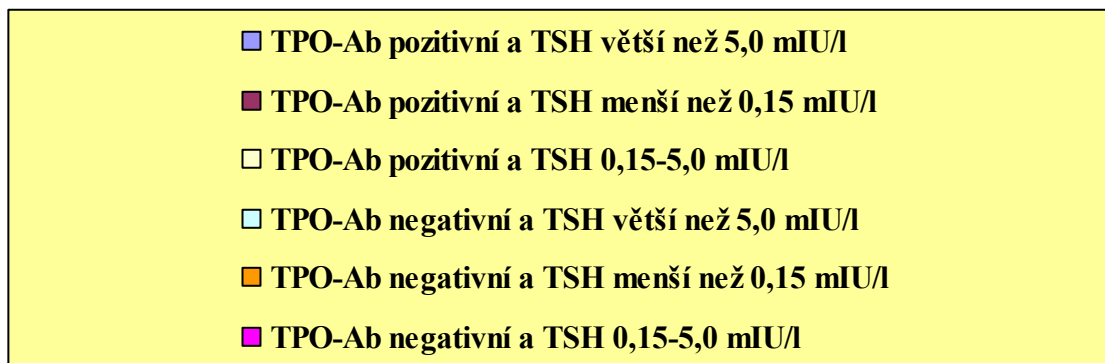 TPO-Ab pozitivní a TSH větší než 5,0 mIU/l
TPO-Ab pozitivní a TSH menší než 0,15 mIU/l
TPO-Ab pozitivní a TSH 0,15-5,0 mIU/l
TPO-Ab negativní a TSH větší než 5,0 mIU/l
TPO-Ab negativní a TSH menší než 0,15 mIU/l
TPO-Ab negativní a TSH 0,15-5,0 mIU/l